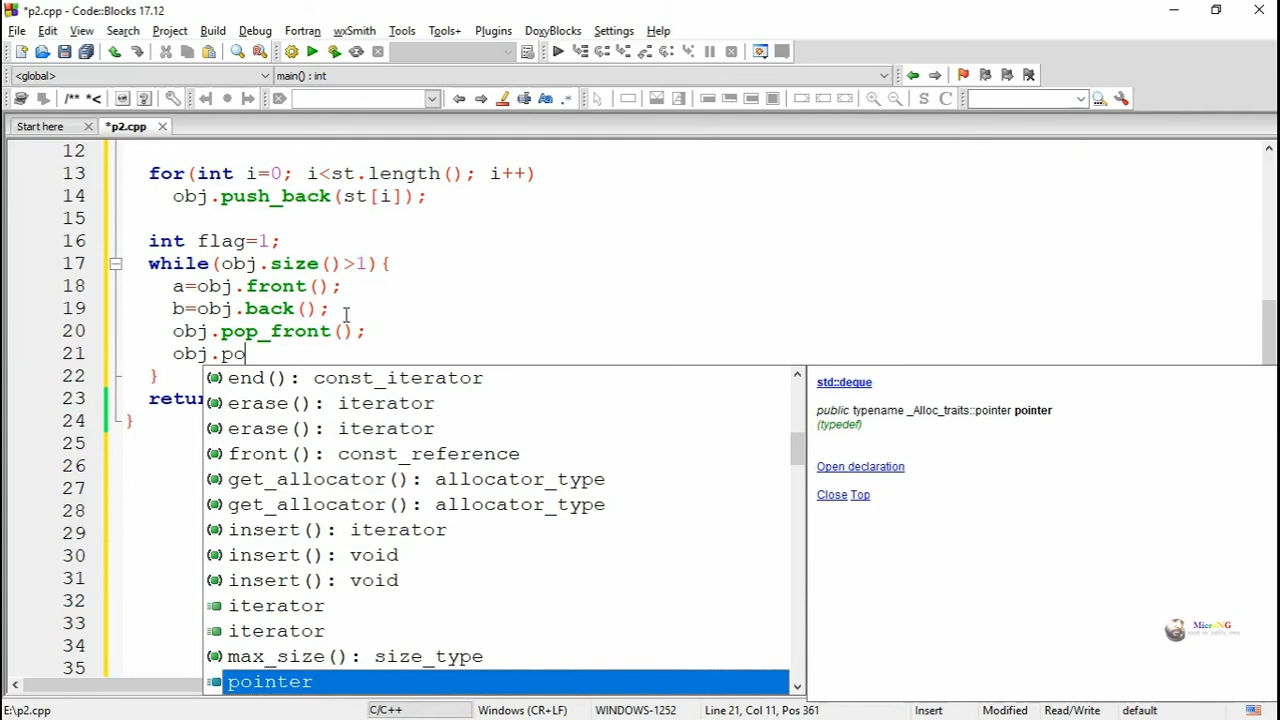 *p2.cpp - Code::Blocks 17.12
File Edit View Search Project Build Debug Fortran wxSmith Tools Tools+ Plugins DoxyBlocks Settings Help
<global> main() : int
/** *<
S C
Start here *p2.cpp
12
13 for(int i=0; i<st.length(); i++)
14 obj.push_back(st[i]);
15
16 int flag=1;
17 while(obj.size()>1){
18 a=obj.front();
19 b=obj.back();
20 obj.pop_front();
21 obj.po
22 }
23 retur
24 }
25
26
27
28
29
30
31
32
33
34
35
end(): const_iterator
erase(): iterator
erase(): iterator
front(): const_reference
get_allocator(): allocator_type
get_allocator(): allocator_type
insert(): iterator
insert(): void
insert(): void
iterator
iterator
max_size(): size_type
pointer
std::deque
public typename _Alloc_traits::pointer pointer
(typedef)
Open declaration
Close Top
MicroNG
E:\p2.cpp C/C++ Windows (CR+LF) WINDOWS-1252 Line 21, Col 11, Pos 361 Insert Modified Read/Write default